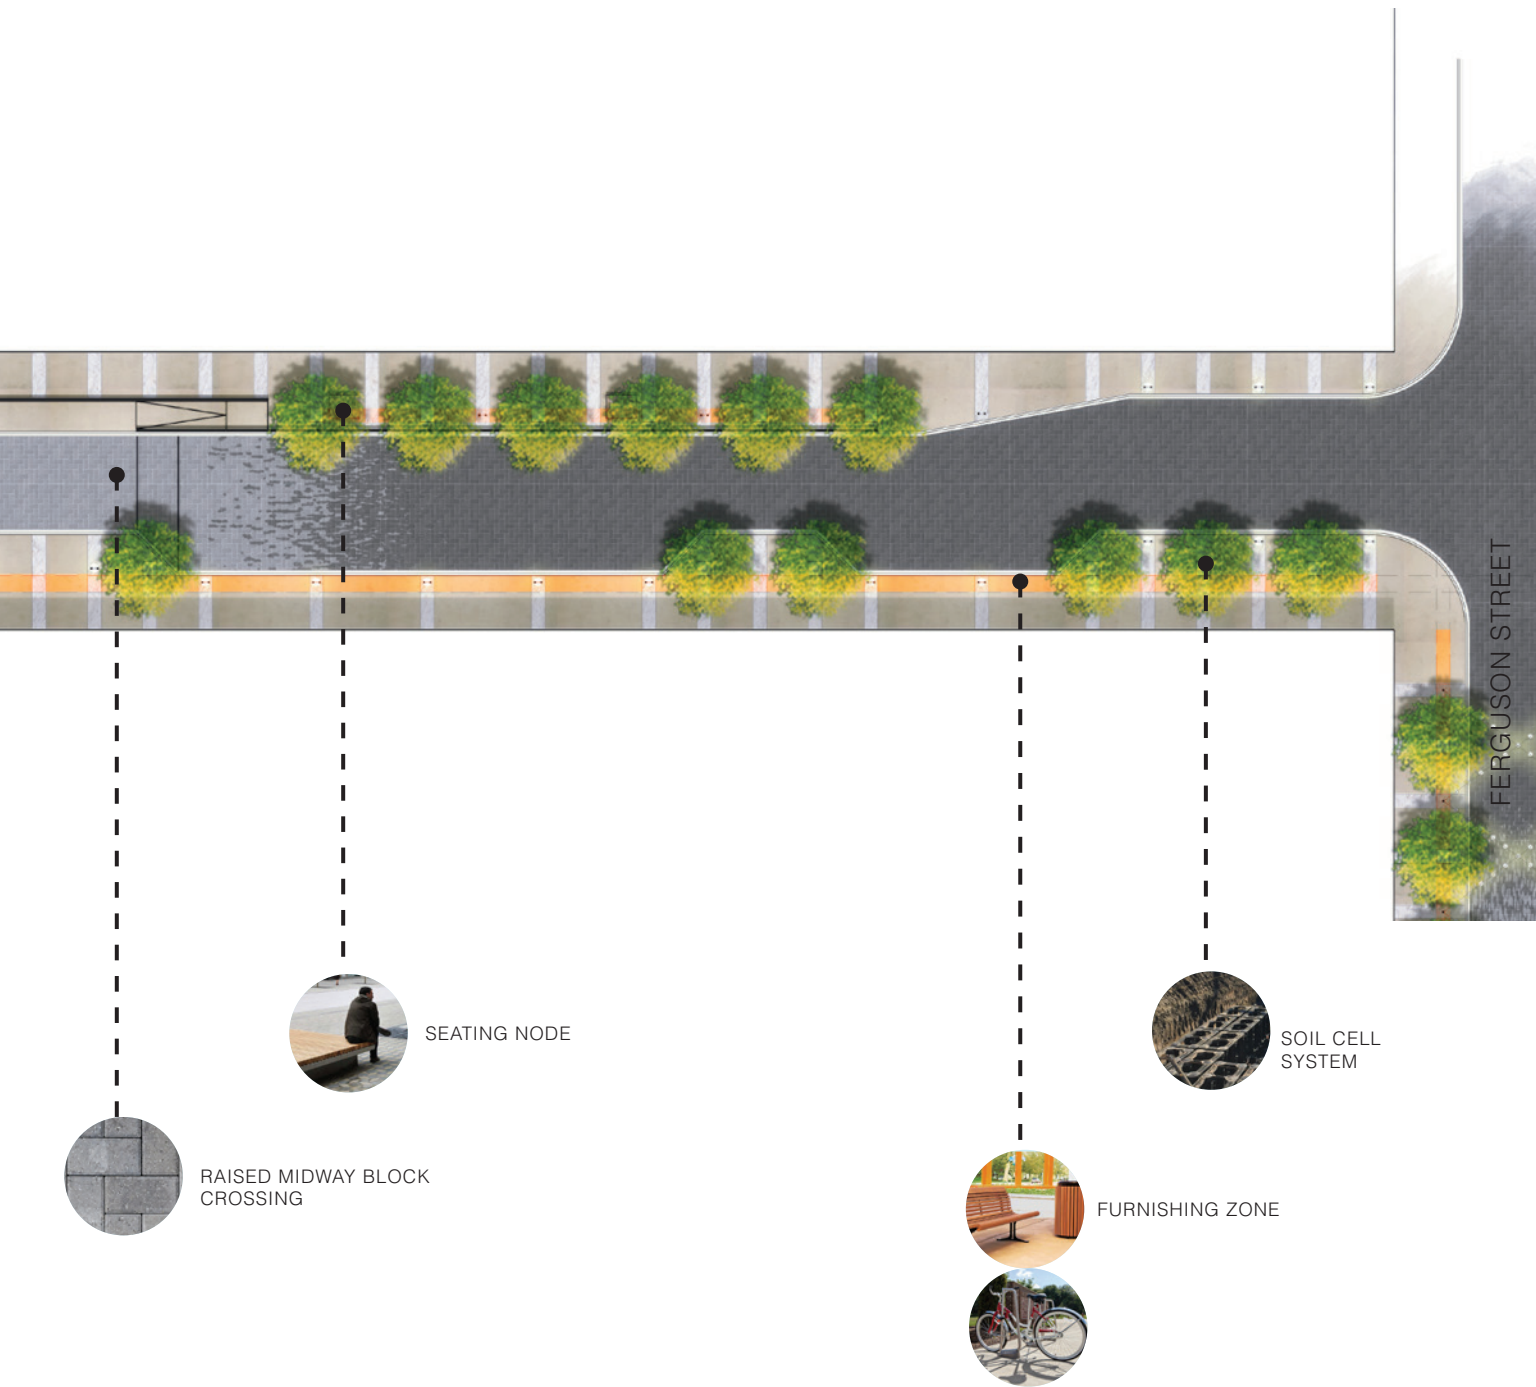 FERGUSON STREET
SEATING NODE
SOIL CELL
SYSTEM
RAISED MIDWAY BLOCK
CROSSING
FURNISHING ZONE